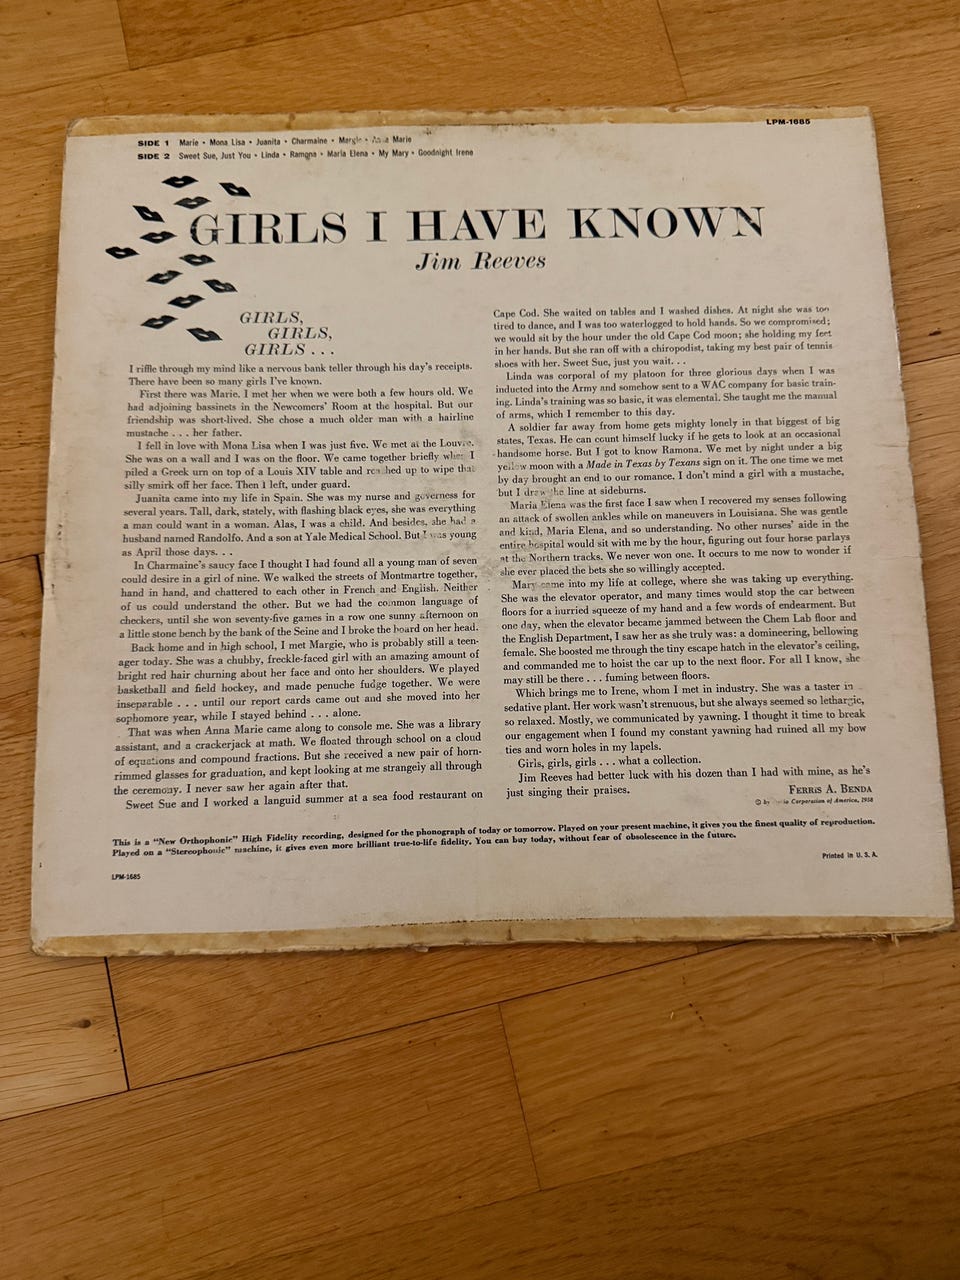 LPM-1685
SIDE 1 Marie • Mona Lisa • Juanita • Charmaine • Margie • Anna Marie
SIDE 2 Sweet Sue, Just You • Linda • Ramona • Maria Elena • My Mary • Goodnight Irene
GIRLS I HAVE KNOWN
Jim Reeves
GIRLS,
GIRLS,
GIRLS . . .
I riffle through my mind like a nervous bank teller through his day's receipts.
There have been so many girls I've known.
First there was Marie. I met her when we were both a few hours old. We
had adjoining bassinets in the Newcomers' Room at the hospital. But our
friendship was short-lived. She chose a much older man with a hairline
mustache . . . her father.
I fell in love with Mona Lisa when I was just five. We met at the Louvre.
She was on a wall and I was on the floor. We came together briefly when I
piled a Greek urn on top of a Louis XIV table and reached up to wipe that
silly smirk off her face. Then I left, under guard.
Juanita came into my life in Spain. She was my nurse and governess for
several years. Tall, dark, stately, with flashing black eyes, she was everything
a man could want in a woman. Alas, I was a child. And besides, she had a
husband named Randolfo. And a son at Yale Medical School. But I was young
as April those days. . .
In Charmaine's saucy face I thought I had found all a young man of seven
could desire in a girl of nine. We walked the streets of Montmartre together,
hand in hand, and chattered to each other in French and English. Neither
of us could understand the other. But we had the common language of
checkers, until she won seventy-five games in a row one sunny afternoon on
a little stone bench by the bank of the Seine and I broke the board on her head.
Back home and in high school, I met Margie, who is probably still a teen-
ager today. She was a chubby, freckle-faced girl with an amazing amount of
bright red hair churning about her face and onto her shoulders. We played
basketball and field hockey, and made penuche fudge together. We were
inseparable . . . until our report cards came out and she moved into her
sophomore year, while I stayed behind . . . alone.
That was when Anna Marie came along to console me. She was a library
assistant, and a crackerjack at math. We floated through school on a cloud
of equations and compound fractions. But she received a new pair of horn-
rimmed glasses for graduation, and kept looking at me strangely all through
the ceremony. I never saw her again after that.
Sweet Sue and I worked a languid summer at a sea food restaurant on
Cape Cod. She waited on tables and I washed dishes. At night she was too
tired to dance, and I was too waterlogged to hold hands. So we compromised;
we would sit by the hour under the old Cape Cod moon; she holding my feet
in her hands. But she ran off with a chiropodist, taking my best pair of tennis
shoes with her. Sweet Sue, just you wait. . .
Linda was corporal of my platoon for three glorious days when I was
inducted into the Army and somehow sent to a WAC company for basic train-
ing. Linda's training was so basic, it was elemental. She taught me the manual
of arms, which I remember to this day.
A soldier far away from home gets mighty lonely in that biggest of big
states, Texas. He can count himself lucky if he gets to look at an occasional
handsome horse. But I got to know Ramona. We met by night under a big
yellow moon with a Made in Texas by Texans sign on it. The one time we met
by day brought an end to our romance. I don't mind a girl with a mustache,
but I draw the line at sideburns.
Maria Elena was the first face I saw when I recovered my senses following
an attack of swollen ankles while on maneuvers in Louisiana. She was gentle
and kind, Maria Elena, and so understanding. No other nurses' aide in the
entire hospital would sit with me by the hour, figuring out four horse parlays
at the Northern tracks. We never won one. It occurs to me now to wonder if
she ever placed the bets she so willingly accepted.
Mary came into my life at college, where she was taking up everything.
She was the elevator operator, and many times would stop the car between
floors for a hurried squeeze of my hand and a few words of endearment. But
one day, when the elevator became jammed between the Chem Lab floor and
the English Department, I saw her as she truly was: a domineering, bellowing
female. She boosted me through the tiny escape hatch in the elevator's ceiling,
and commanded me to hoist the car up to the next floor. For all I know, she
may still be there . . . fuming between floors.
Which brings me to Irene, whom I met in industry. She was a taster in
sedative plant. Her work wasn't strenuous, but she always seemed so lethargic,
so relaxed. Mostly, we communicated by yawning. I thought it time to break
our engagement when I found my constant yawning had ruined all my bow
ties and worn holes in my lapels.
Girls, girls, girls . . . what a collection.
Jim Reeves had better luck with his dozen than I had with mine, as he's
just singing their praises.
FERRIS A. BENDA
© by Corporation of America, 1958
This is a "New Orthophonic" High Fidelity recording, designed for the phonograph of today or tomorrow. Played on your present machine, it gives you the finest quality of reproduction.
Played on a "Stereophonic" machine, it gives even more brilliant true-to-life fidelity. You can buy today, without fear of obsolescence in the future.
Printed in U. S. A.
LPM-1685